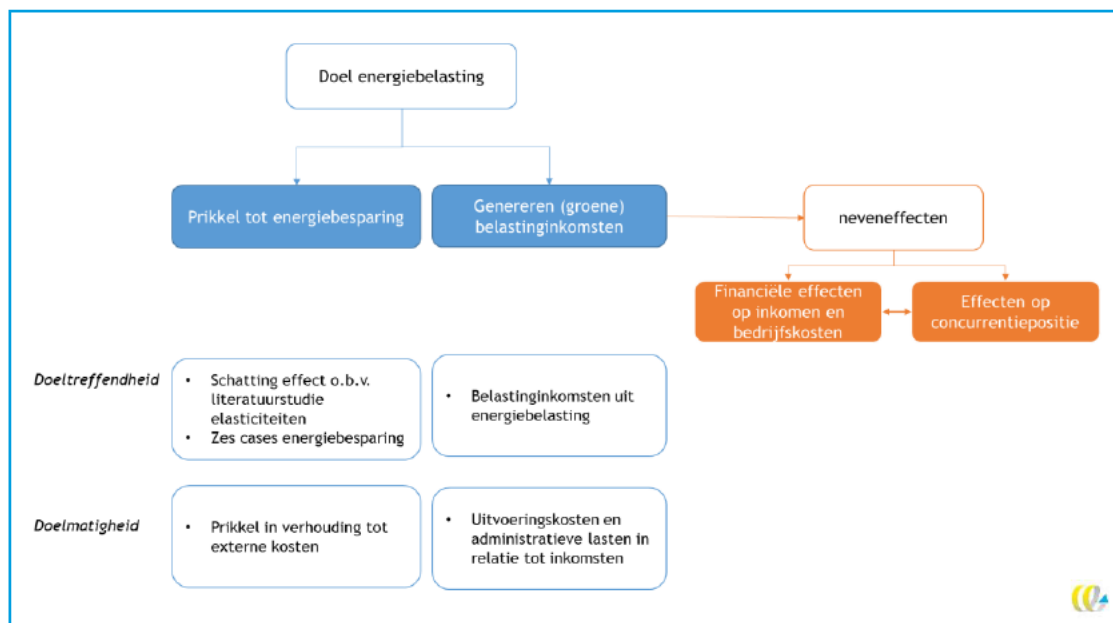 Doel energiebelasting
Prikkel tot energiebesparing
Genereren (groene)
belastinginkomsten
neveneffecten
Financiële effecten
op inkomen en
bedrijfskosten
Effecten op
concurrentiepositie
Doeltreffendheid
• Schatting effect o.b.v.
literatuurstudie
elasticiteiten
• Zes cases energiebesparing
• Belastinginkomsten uit
energiebelasting
Doelmatigheid
• Prikkel in verhouding tot
externe kosten
• Uitvoeringskosten en
administratieve lasten in
relatie tot inkomsten